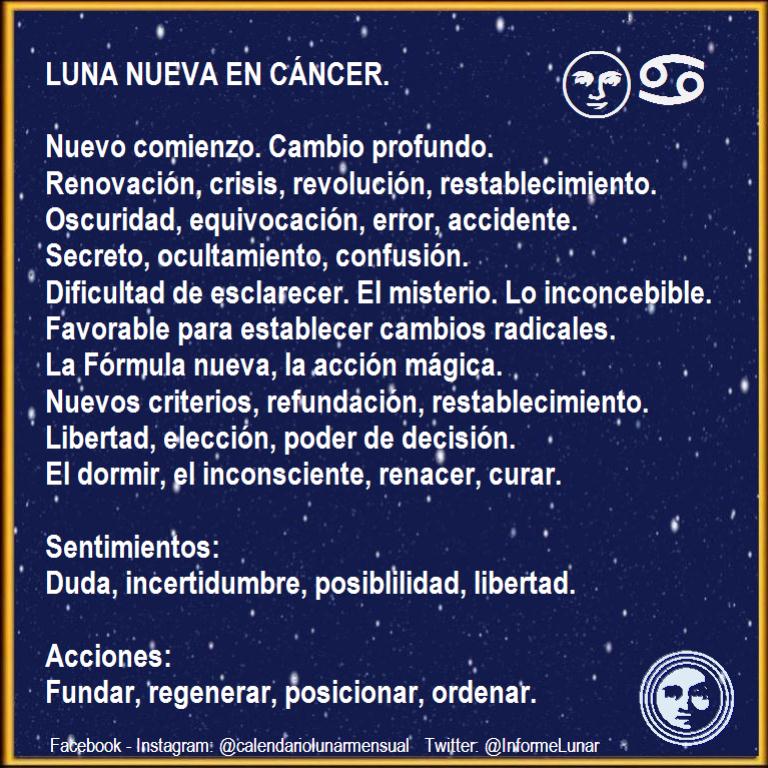 LUNA NUEVA EN CÁNCER.
Nuevo comienzo. Cambio profundo.
Renovación, crisis, revolución, restablecimiento.
Oscuridad, equivocación, error, accidente.
Secreto, ocultamiento, confusión.
Dificultad de esclarecer. El misterio. Lo inconcebible.
Favorable para establecer cambios radicales.
La Fórmula nueva, la acción mágica.
Nuevos criterios, refundación, restablecimiento.
Libertad, elección, poder de decisión.
El dormir, el inconsciente, renacer, curar.
Sentimientos:
Duda, incertidumbre, posiblilidad, libertad.
Acciones:
Fundar, regenerar, posicionar, ordenar.
Facebook - Instagram: @calendariolunarmensual Twitter: @InformeLunar